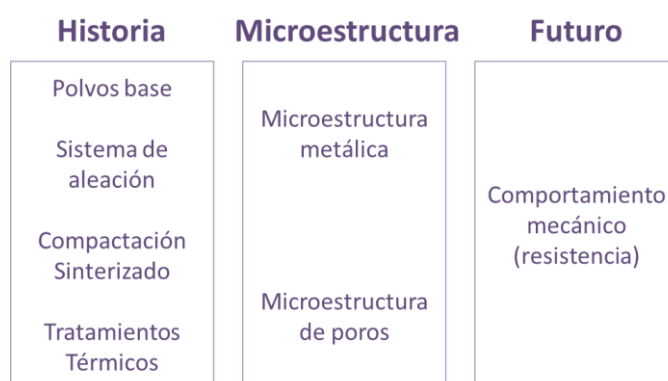 Historia
Polvos base
Sistema de
aleación
Compactación
Sinterizado
Tratamientos
Térmicos
Microestructura
Microestructura
metálica
Microestructura
de poros
Futuro
Comportamiento
mecánico
(resistencia)